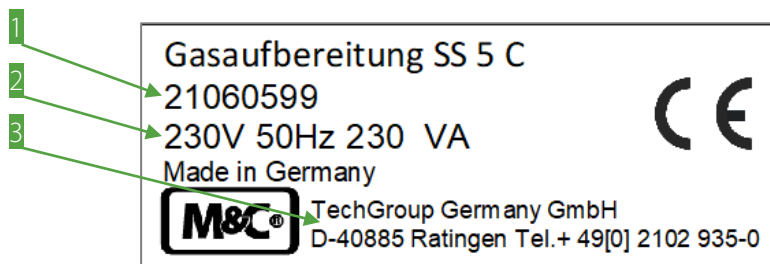 1
Gasaufbereitung SS 5 C
2
21060599
230V 50Hz 230 VA
3
Made in Germany
CE
M&C®
TechGroup Germany GmbH
D-40885 Ratingen Tel.+ 49[0] 2102 935-0